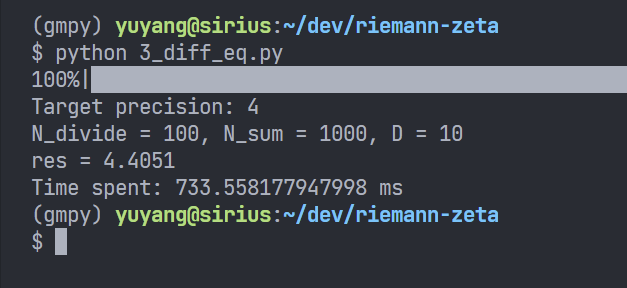 (gmpy) yuyang@sirius:~/dev/riemann-zeta
$ python 3_diff_eq.py
100%|
Target precision: 4
N_divide = 100, N_sum = 1000, D = 10
res = 4.4051
Time spent: 733.558177947998 ms
(gmpy) yuyang@sirius:~/dev/riemann-zeta
$